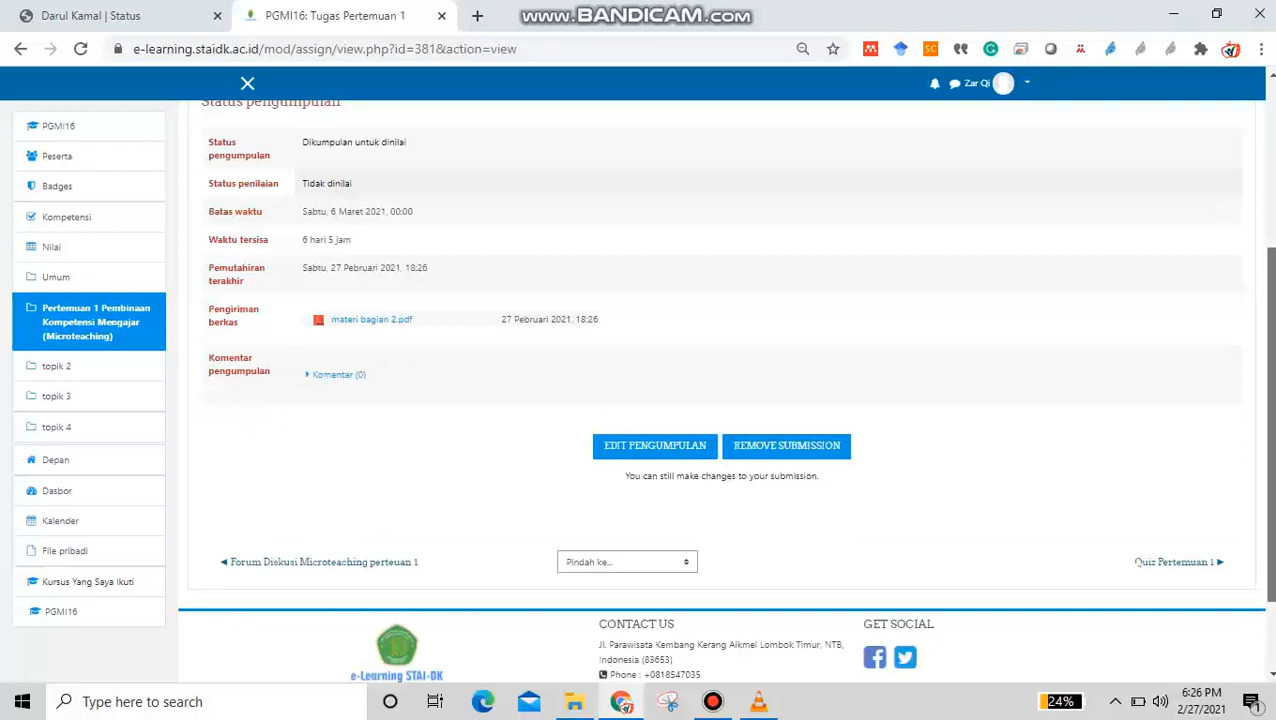 Darul Kamal | Status
PGMI16: Tugas Pertemuan 1
WWW.BANDICAM.COM
e-learning.staidk.ac.id/mod/assign/view.php?id=381&action=view
SC
Zar Qi
Status pengumpulan
PGMI16
Peserta
Badges
Kompetensi
Nilai
Umum
Pertemuan 1 Pembinaan
Kompetensi Mengajar
(Microteaching)
topik 2
topik 3
topik 4
Depan
Dasbor
Kalender
File pribadi
Kursus Yang Saya Ikuti
PGMI16
Status
pengumpulan
Dikumpulan untuk dinilai
Status penilaian
Tidak dinilai
Batas waktu
Sabtu, 6 Maret 2021, 00:00
Waktu tersisa
6 hari 5 jam
Pemutahiran
terakhir
Sabtu, 27 Pebruari 2021, 18:26
Pengiriman
berkas
materi bagian 2.pdf
27 Pebruari 2021, 18:26
Komentar
pengumpulan
Komentar (0)
EDIT PENGUMPULAN
REMOVE SUBMISSION
You can still make changes to your submission.
◄ Forum Diskusi Microteaching perteuan 1
Pindah ke...
Quiz Pertemuan 1 ►
e-Learning STAI-DK
CONTACT US
Jl. Parawisata Kembang Kerang Aikmel Lombok Timur, NTB,
Indonesia (83653)
Phone : +0818547035
GET SOCIAL
Type here to search
24%
6:26 PM
2/27/2021
1